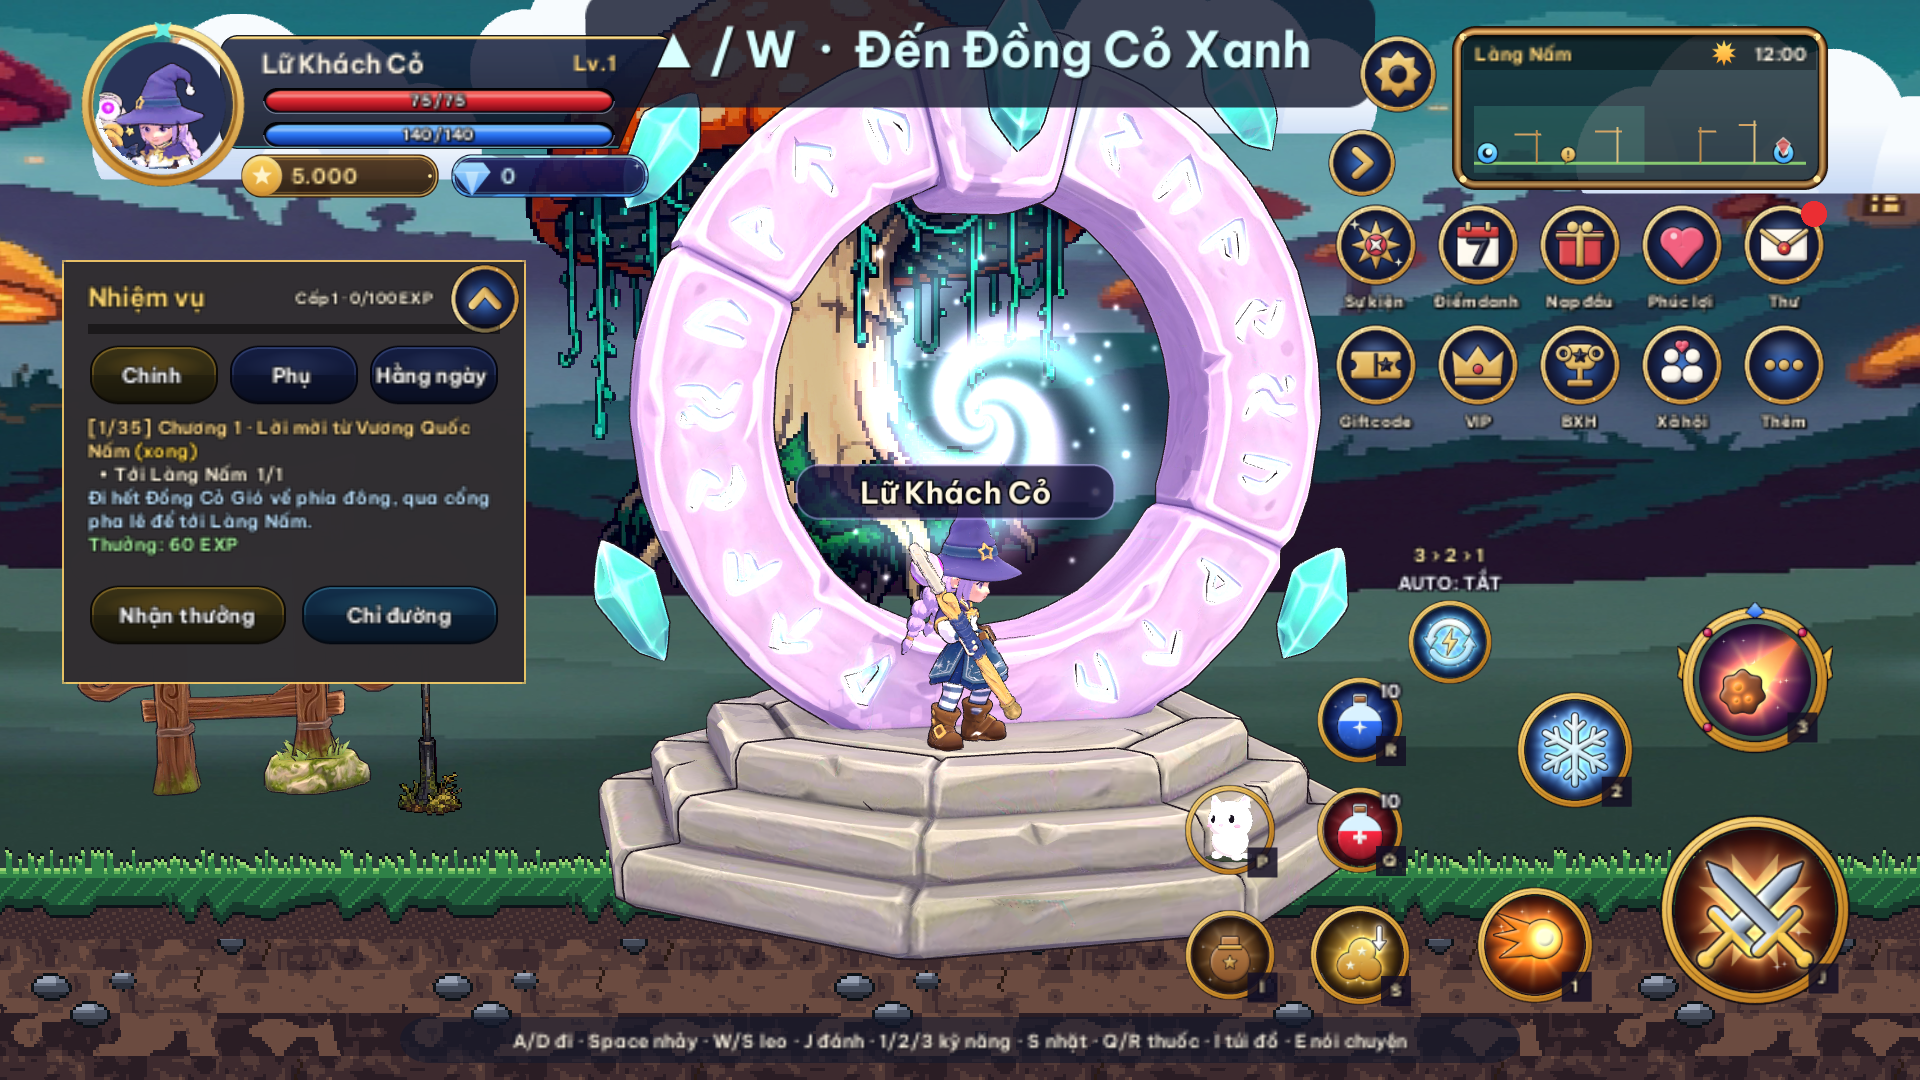 ▲ / W · Đến Đồng Cỏ Xanh
Lữ Khách Cỏ
Lv.1
75/75
140/140
5.000
0
Làng Nấm
12:00
Sự kiện
Điểm danh
Nạp đầu
Phúc lợi
Thư
Giftcode
VIP
BXH
Xã hội
Thêm
Nhiệm vụ
Cấp 1 · 0/100 EXP
Chính
Phụ
Hằng ngày
[1/35] Chương 1 · Lời mời từ Vương Quốc
Nấm (xong)
• Tới Làng Nấm 1/1
Đi hết Đồng Cỏ Gió về phía đông, qua cổng
pha lê để tới Làng Nấm.
Thưởng: 60 EXP
Nhận thưởng
Chỉ đường
Lữ Khách Cỏ
3 › 2 › 1
AUTO: TẮT
10
R
3
2
10
Q
P
I
S
1
J
A/D đi · Space nhảy · W/S leo · J đánh · 1/2/3 kỹ năng · S nhặt · Q/R thuốc · I túi đồ · E nói chuyện